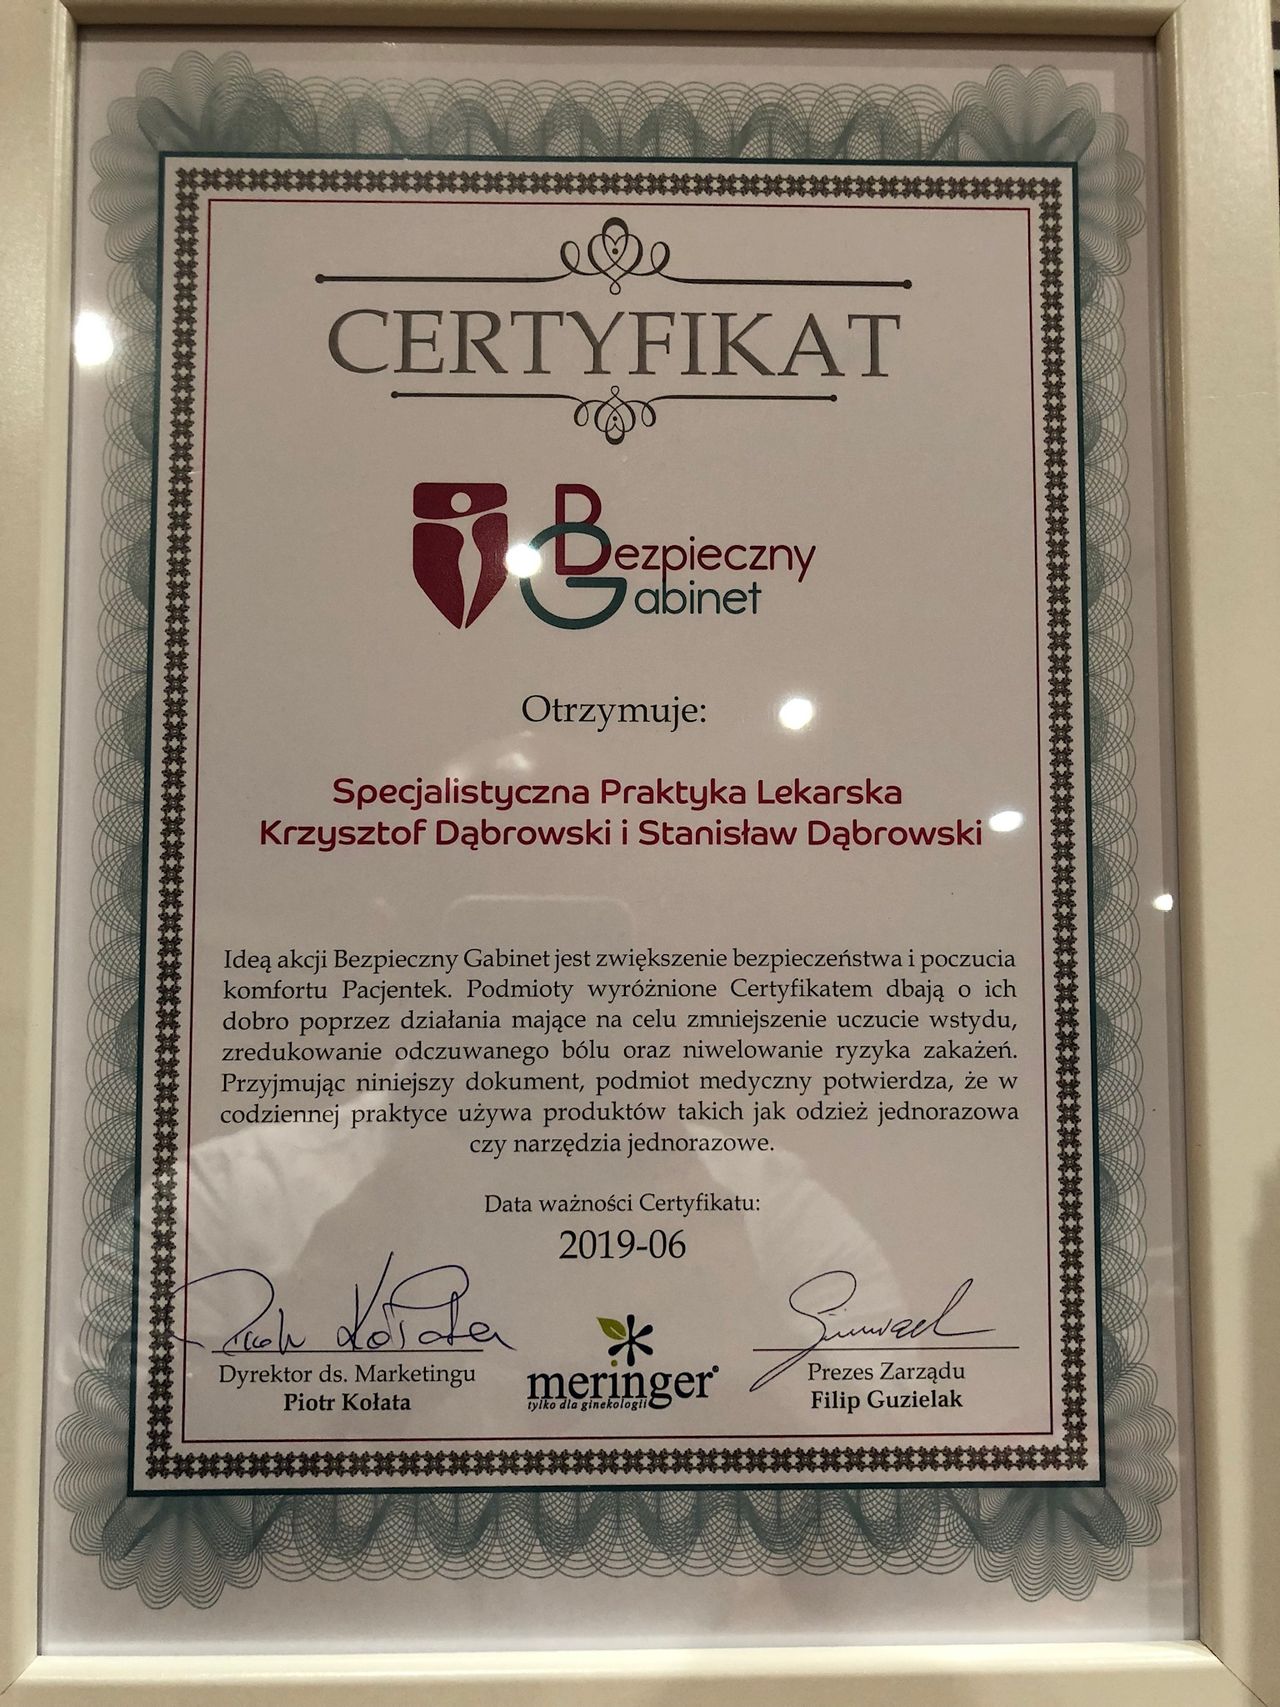 CERTYFIKAT
Bezpieczny
Gabinet
Otrzymuje:
Specjalistyczna Praktyka Lekarska
Krzysztof Dąbrowski i Stanisław Dąbrowski
Ideą akcji Bezpieczny Gabinet jest zwiększenie bezpieczeństwa i poczucia
komfortu Pacjentek. Podmioty wyróżnione Certyfikatem dbają o ich
dobro poprzez działania mające na celu zmniejszenie uczucie wstydu,
zredukowanie odczuwanego bólu oraz niwelowanie ryzyka zakażeń.
Przyjmując niniejszy dokument, podmiot medyczny potwierdza, że w
codziennej praktyce używa produktów takich jak odzież jednorazowa
czy narzędzia jednorazowe.
Data ważności Certyfikatu:
2019-06
Piotr Kołata
Dyrektor ds. Marketingu
Piotr Kołata
meringer®
tylko dla ginekologii
Prezes Zarządu
Filip Guzielak